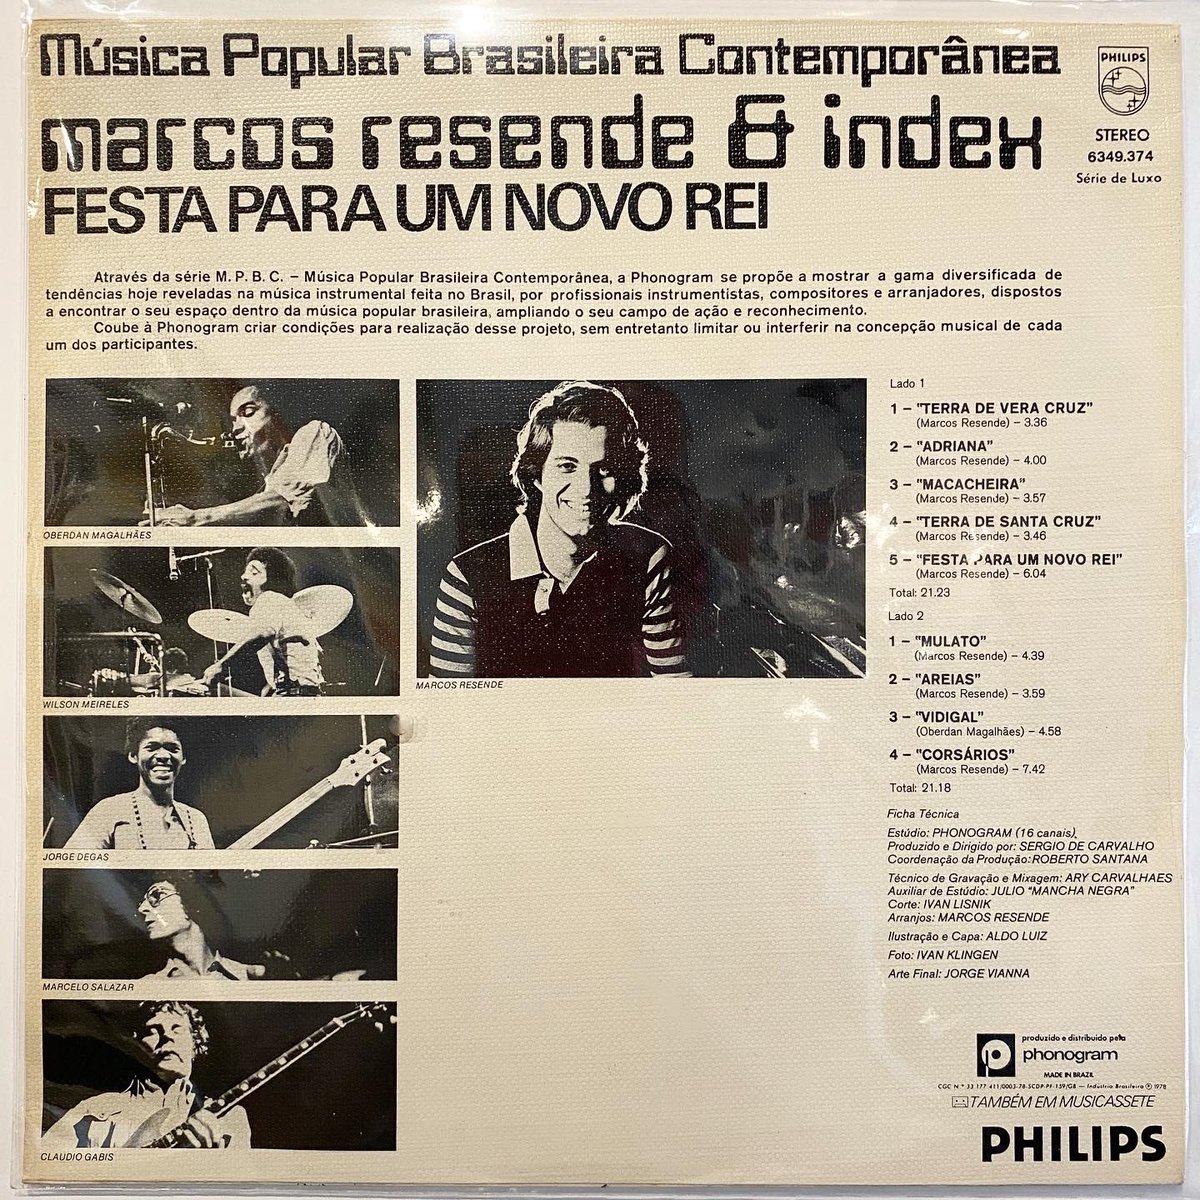 Música Popular Brasileira Contemporânea
marcos resende & index
FESTA PARA UM NOVO REI
PHILIPS
STEREO
6349.374
Série de Luxo
Através da série M. P. B. C. – Música Popular Brasileira Contemporânea, a Phonogram se propõe a mostrar a gama diversificada de
tendências hoje reveladas na música instrumental feita no Brasil, por profissionais instrumentistas, compositores e arranjadores, dispostos
a encontrar o seu espaço dentro da música popular brasileira, ampliando o seu campo de ação e reconhecimento.
Coube à Phonogram criar condições para realização desse projeto, sem entretanto limitar ou interferir na concepção musical de cada
um dos participantes.
OBERDAN MAGALHÃES
WILSON MEIRELES
JORGE DEGAS
MARCELO SALAZAR
CLAUDIO GABIS
MARCOS RESENDE
Lado 1
1 – "TERRA DE VERA CRUZ"
(Marcos Resende) – 3.36
2 – "ADRIANA"
(Marcos Resende) – 4.00
3 – "MACACHEIRA"
(Marcos Resende) – 3.57
4 – "TERRA DE SANTA CRUZ"
(Marcos Resende) – 3.46
5 – "FESTA PARA UM NOVO REI"
(Marcos Resende) – 6.04
Total: 21.23
Lado 2
1 – "MULATO"
(Marcos Resende) – 4.39
2 – "AREIAS"
(Marcos Resende) – 3.59
3 – "VIDIGAL"
(Oberdan Magalhães) – 4.58
4 – "CORSÁRIOS"
(Marcos Resende) – 7.42
Total: 21.18
Ficha Técnica
Estúdio: PHONOGRAM (16 canais)
Produzido e Dirigido por: SERGIO DE CARVALHO
Coordenação da Produção: ROBERTO SANTANA
Técnico de Gravação e Mixagem: ARY CARVALHAES
Auxiliar de Estúdio: JULIO "MANCHA NEGRA"
Corte: IVAN LISNIK
Arranjos: MARCOS RESENDE
Ilustração e Capa: ALDO LUIZ
Foto: IVAN KLINGEN
Arte Final: JORGE VIANNA
produzido e distribuído pela
phonogram
MADE IN BRAZIL
CGC N.º 33 177 411/0003-78-SCDP-PF-159/GB – Indústria Brasileira ℗ 1978
TAMBÉM EM MUSICASSETE
PHILIPS